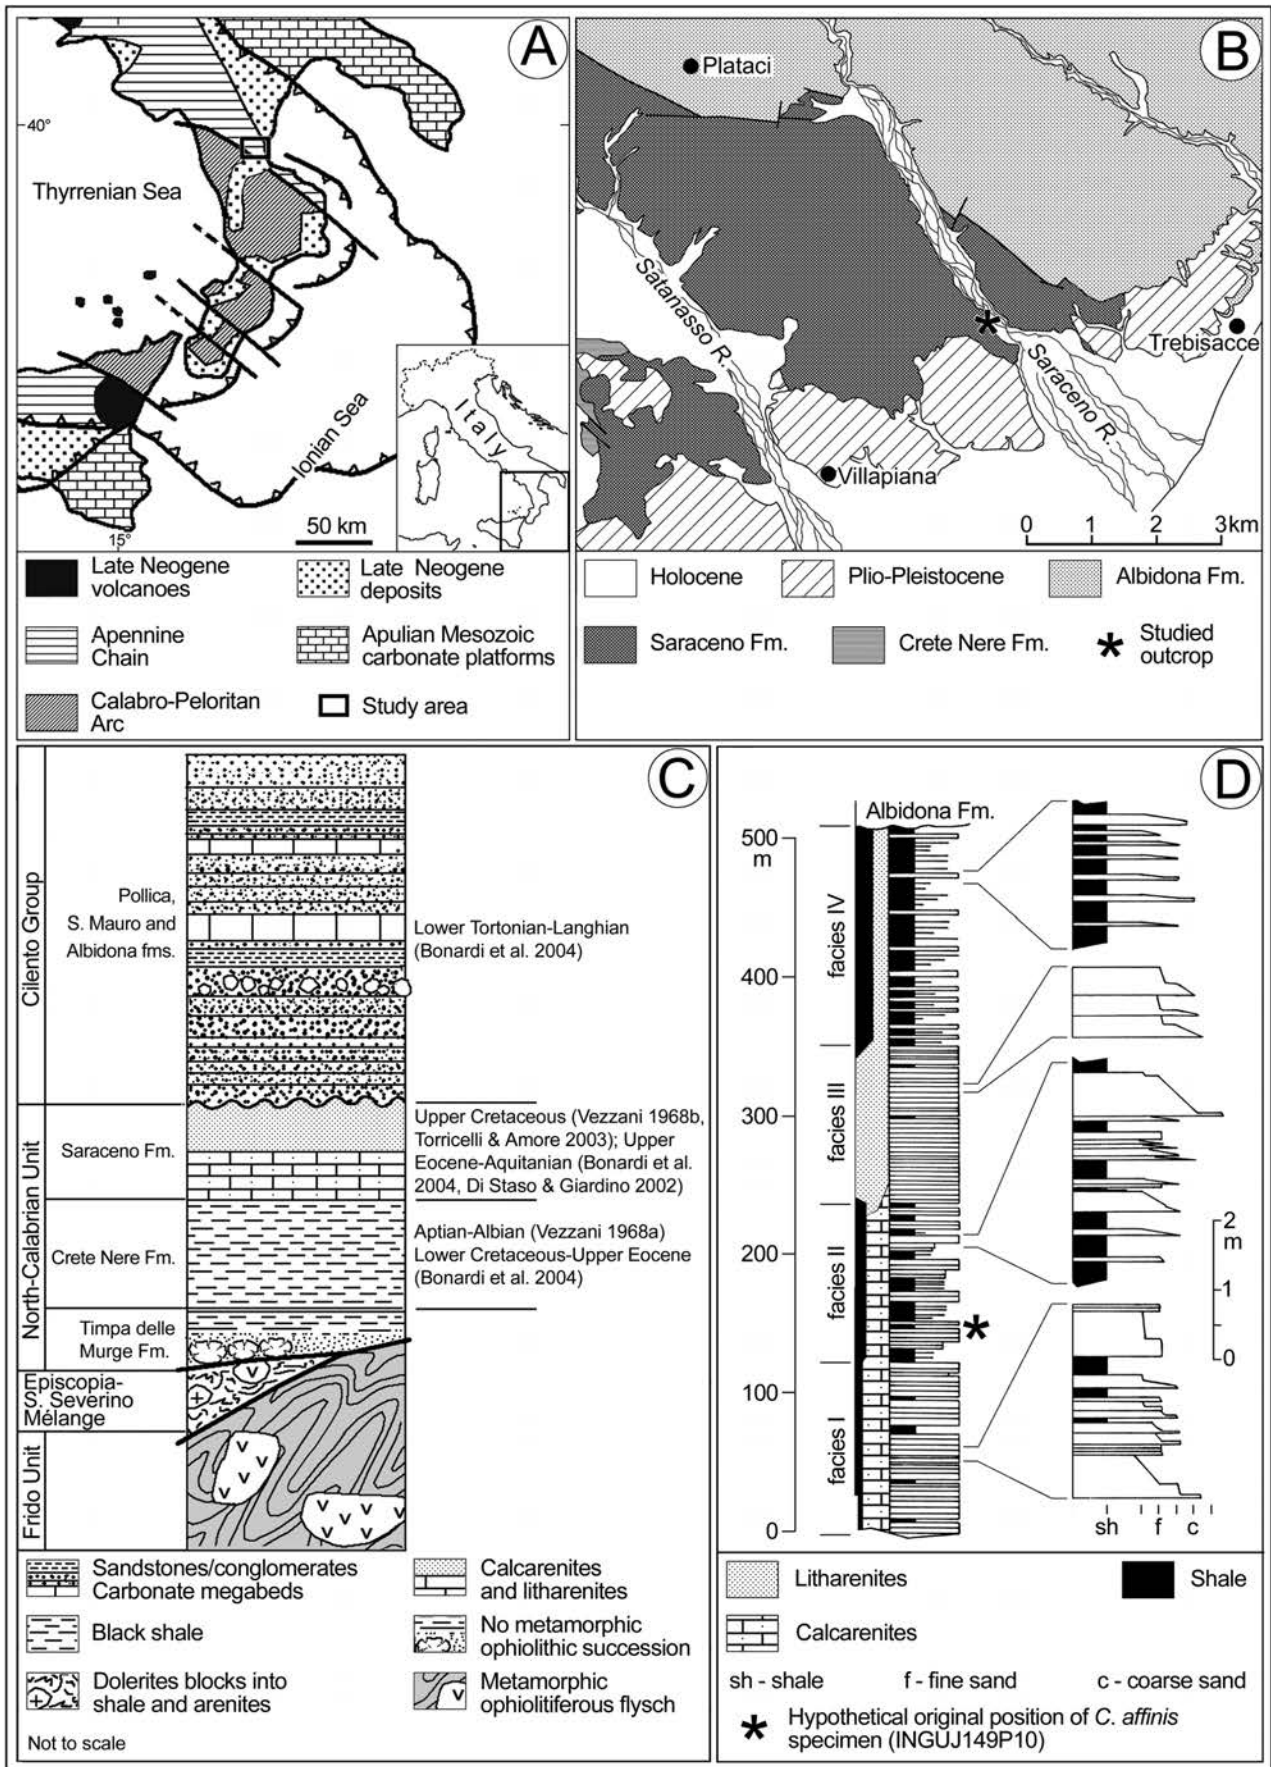 A
40°
Thyrrenian Sea
Ionian Sea
Italy
50 km
15°
Late Neogene
volcanoes
Late Neogene
deposits
Apennine
Chain
Apulian Mesozoic
carbonate platforms
Calabro-Peloritan
Arc
Study area
B
Plataci
Satanasso R.
Saraceno R.
Trebisacce
Villapiana
0 1 2 3km
Holocene
Plio-Pleistocene
Albidona Fm.
Saraceno Fm.
Crete Nere Fm.
* Studied
outcrop
C
Cilento Group
Pollica,
S. Mauro and
Albidona fms.
Lower Tortonian-Langhian
(Bonardi et al. 2004)
North-Calabrian Unit
Saraceno Fm.
Upper Cretaceous (Vezzani 1968b,
Torricelli & Amore 2003); Upper
Eocene-Aquitanian (Bonardi et al.
2004, Di Staso & Giardino 2002)
Crete Nere Fm.
Aptian-Albian (Vezzani 1968a)
Lower Cretaceous-Upper Eocene
(Bonardi et al. 2004)
Timpa delle
Murge Fm.
Episcopia-
S. Severino
Mélange
Frido Unit
Sandstones/conglomerates
Carbonate megabeds
Calcarenites
and litharenites
Black shale
No metamorphic
ophiolithic succession
Dolerites blocks into
shale and arenites
Metamorphic
ophiolitiferous flysch
Not to scale
D
Albidona Fm.
500
m
400
300
200
100
0
facies IV
facies III
facies II
facies I
*
2
m
1
0
sh f c
Litharenites
Shale
Calcarenites
sh - shale
f - fine sand
c - coarse sand
* Hypothetical original position of C. affinis
specimen (INGUJ149P10)